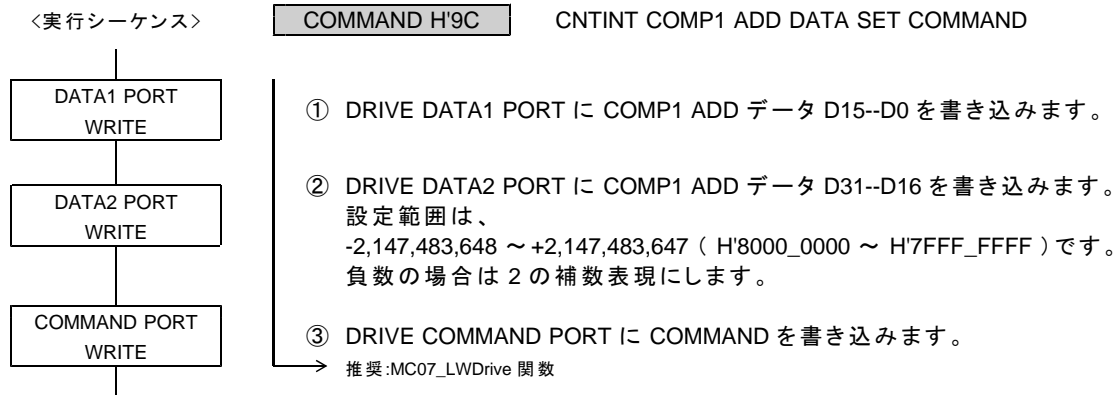 <実行シーケンス>
COMMAND H'9C
CNTINT COMP1 ADD DATA SET COMMAND
DATA1 PORT
WRITE
① DRIVE DATA1 PORT に COMP1 ADD データ D15--D0 を書き込みます。
DATA2 PORT
WRITE
② DRIVE DATA2 PORT に COMP1 ADD データ D31--D16 を書き込みます。
設定範囲は、
-2,147,483,648 ～ +2,147,483,647 ( H'8000_0000 ～ H'7FFF_FFFF ) です。
負数の場合は 2 の補数表現にします。
COMMAND PORT
WRITE
③ DRIVE COMMAND PORT に COMMAND を書き込みます。
推奨:MC07_LWDrive 関数